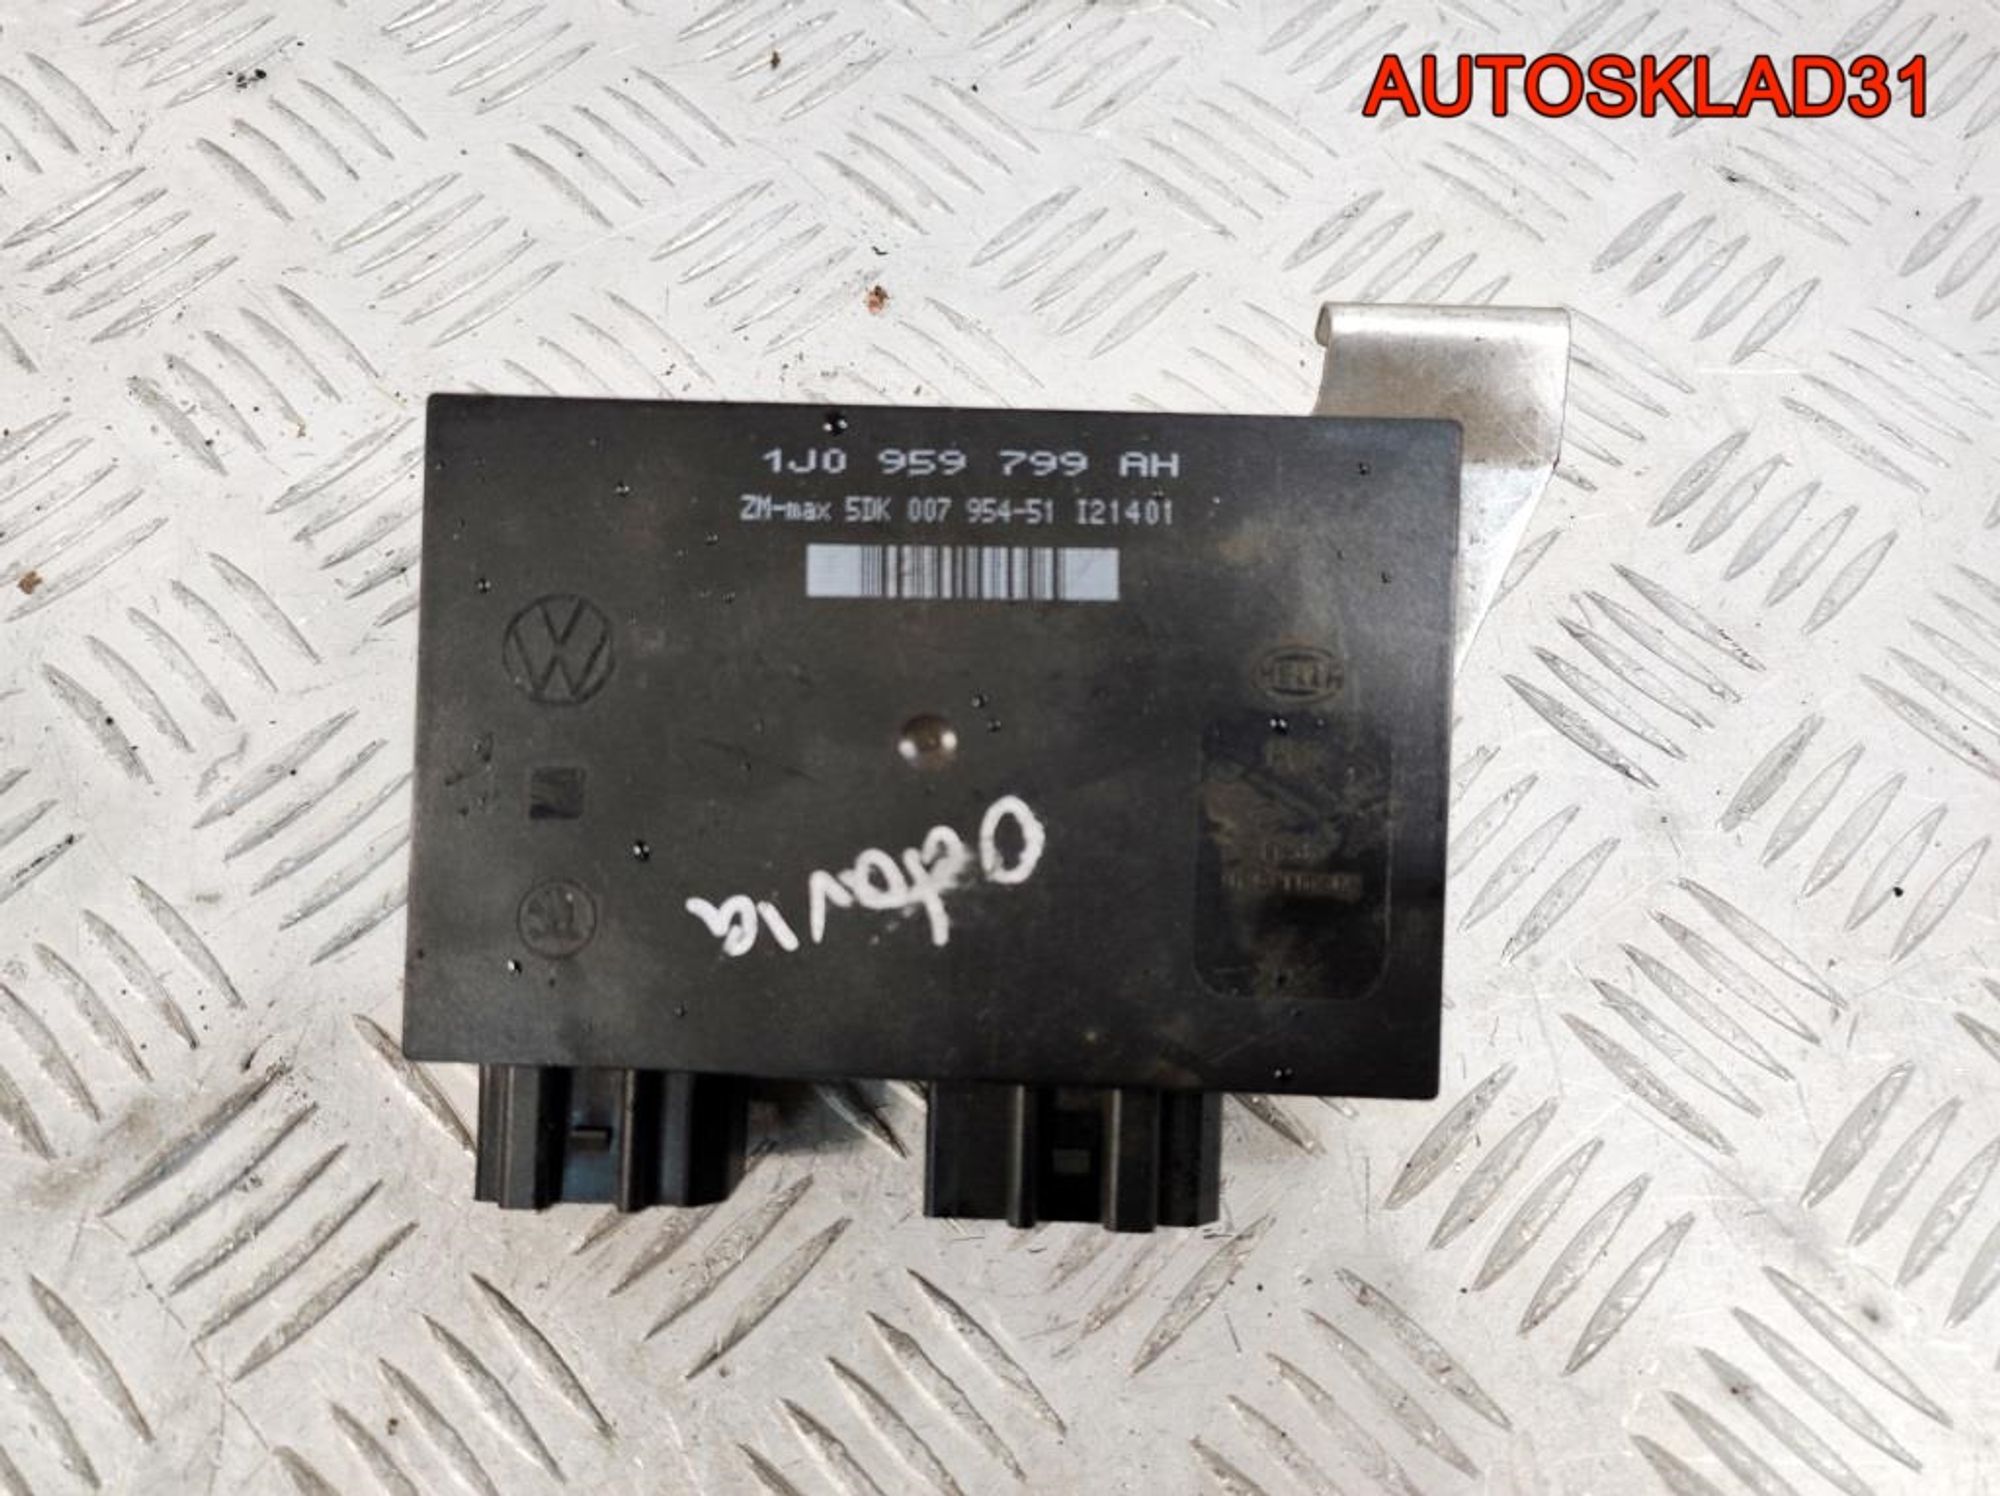 AUTOSKLAD31
1J0 959 799 AH
ZM-max 5DK 007 954-51 I21401
Octavia